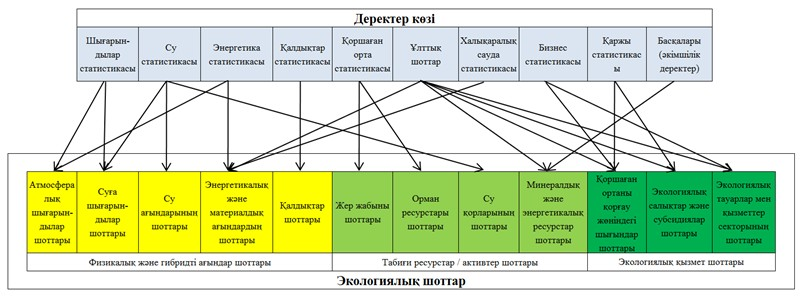 Деректер көзі
Шығарын-
дылар
статистикасы
Су
статистикасы
Энергетика
статистикасы
Қалдықтар
статистикасы
Қоршаған
орта
статистикасы
Ұлттық
шоттар
Халықаралық
сауда
статистикасы
Бизнес
статистикасы
Қаржы
статистикас
ы
Басқалары
(әкімшілік
деректер)
Атмосфера
лық
шығарын-
дылар
шоттары
Суға
шығарын-
дылар
шоттары
Су
ағындарының
шоттары
Энергетикалық
және
материалдық
ағындардың
шоттары
Қалдықтар
шоттары
Жер жабыны
шоттары
Орман
ресурстары
шоттары
Су
қорларының
шоттары
Минералдық
және
энергетикалық
ресурстар
шоттары
Қоршаған
ортаны
қорғау
жөніндегі
шығындар
шоттары
Экологиялық
салықтар және
субсидиялар
шоттары
Экологиялық
тауарлар мен
қызметтер
секторының
шоттары
Физикалық және гибридті ағындар шоттары
Табиғи ресурстар / активтер шоттары
Экологиялық қызмет шоттары
Экологиялық шоттар